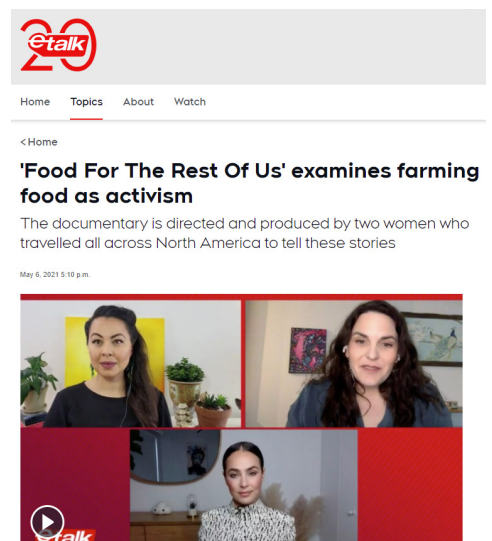 20
etalk
Home Topics About Watch
< Home
'Food For The Rest Of Us' examines farming
food as activism
The documentary is directed and produced by two women who
travelled all across North America to tell these stories
May 6, 2021 5:10 p.m.
etalk